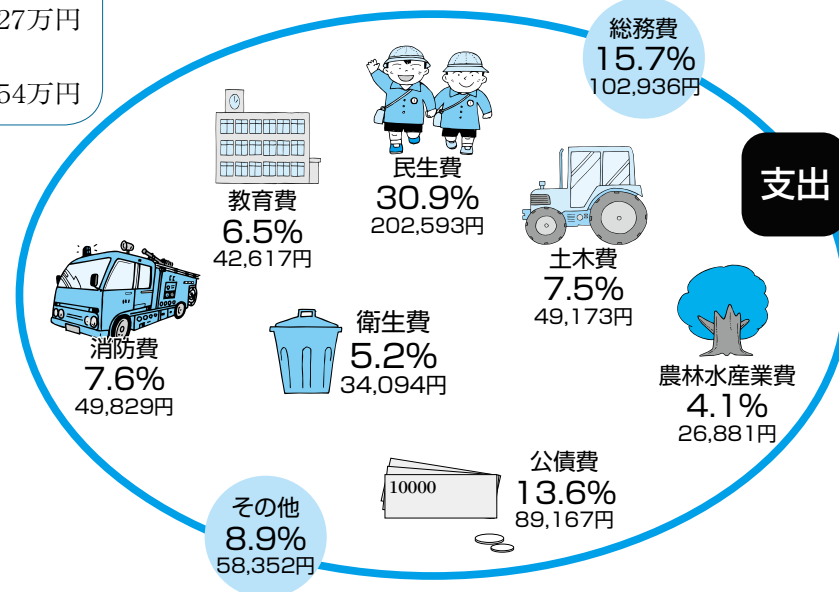 27万円
54万円
総務費
15.7%
102,936円
支出
民生費
30.9%
202,593円
教育費
6.5%
42,617円
土木費
7.5%
49,173円
消防費
7.6%
49,829円
衛生費
5.2%
34,094円
農林水産業費
4.1%
26,881円
公債費
13.6%
89,167円
10000
その他
8.9%
58,352円